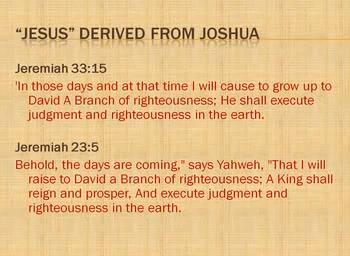 “JESUS” DERIVED FROM JOSHUA
Jeremiah 33:15
'In those days and at that time I will cause to grow up to
David A Branch of righteousness; He shall execute
judgment and righteousness in the earth.
Jeremiah 23:5
Behold, the days are coming," says Yahweh, "That I will
raise to David a Branch of righteousness; A King shall
reign and prosper, And execute judgment and
righteousness in the earth.